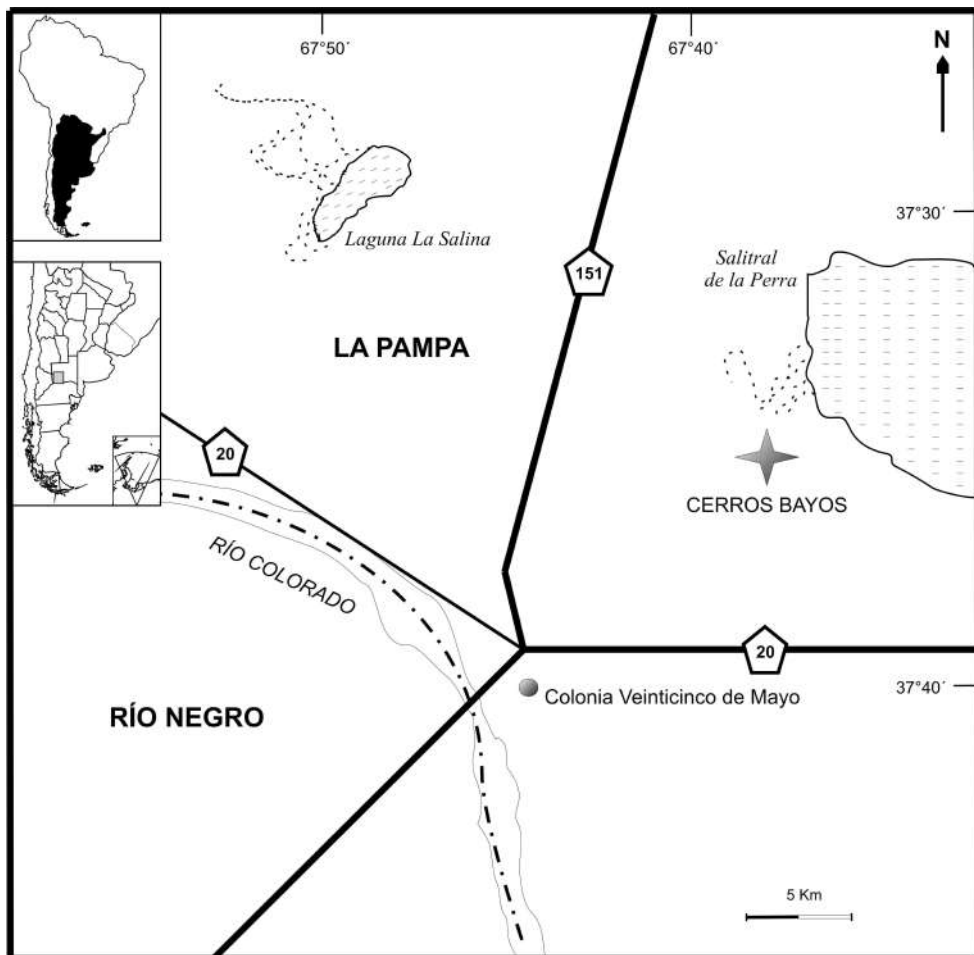 67°50´
67°40´
N
37°30´
Laguna La Salina
Salitral
de la Perra
151
LA PAMPA
20
CERROS BAYOS
RÍO COLORADO
20
37°40´
Colonia Veinticinco de Mayo
RÍO NEGRO
5 Km